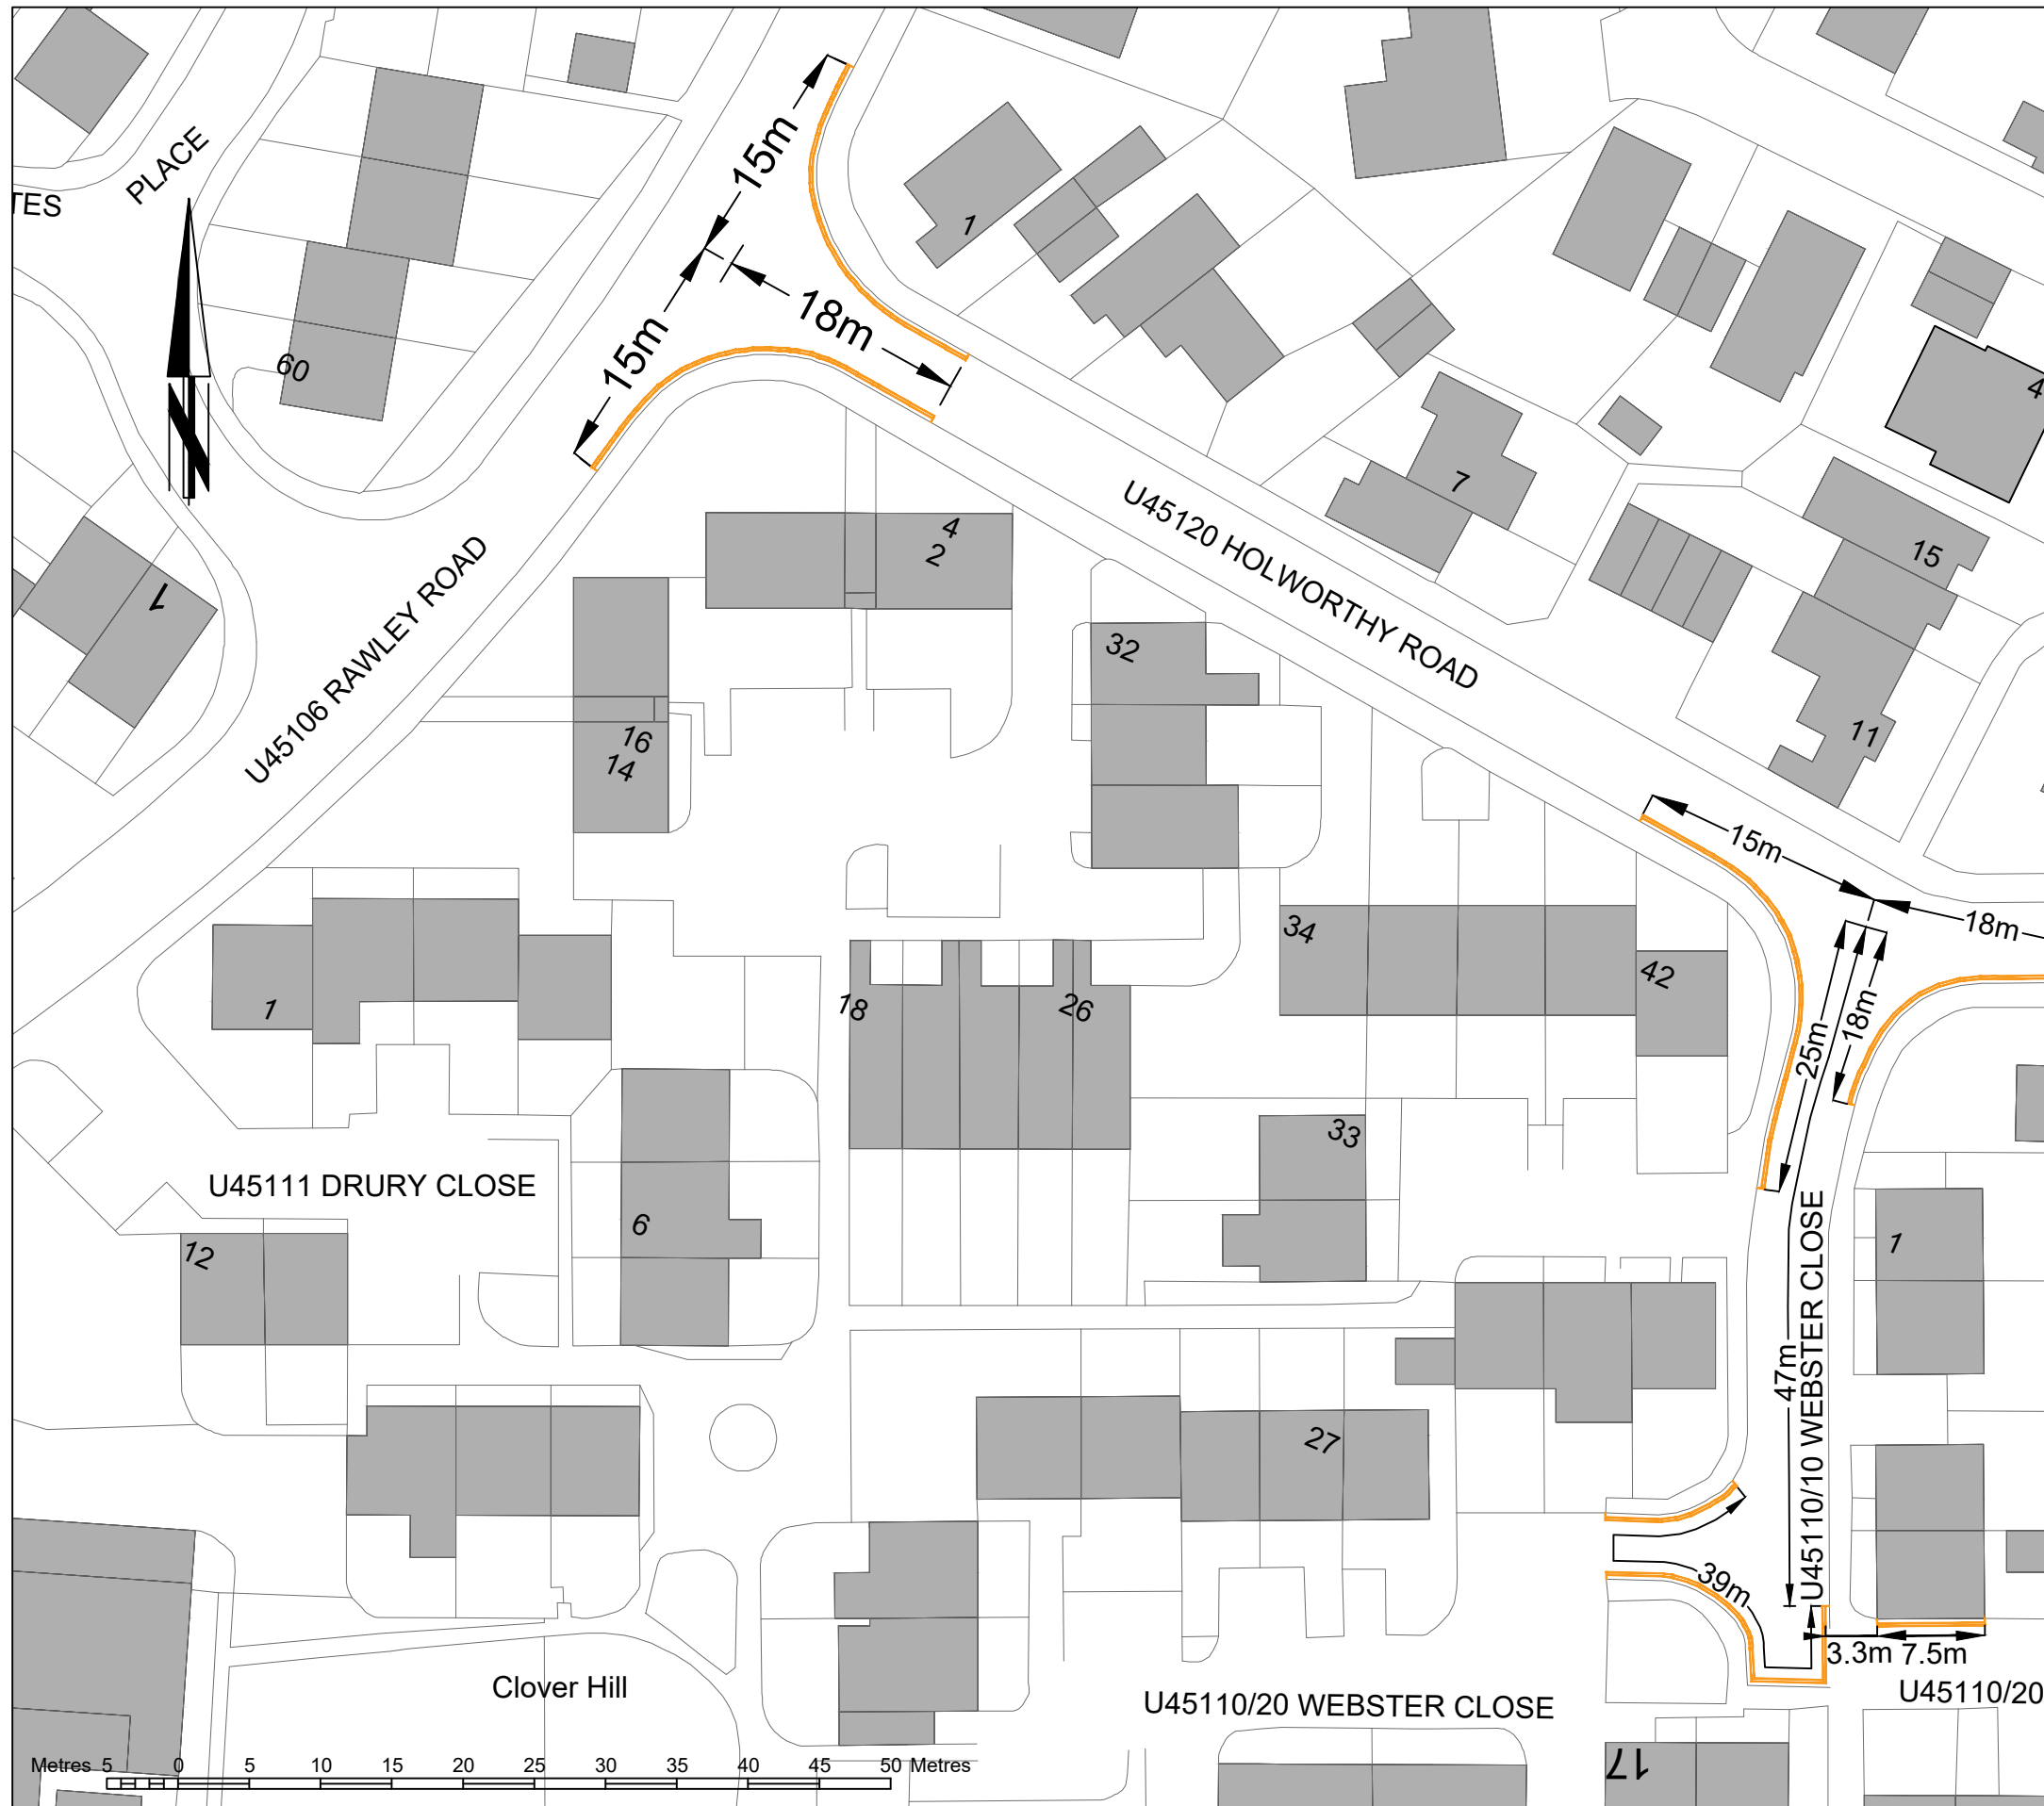 PLACE
TES
15m
1
18m
15m
60
N
4
7
U45120 HOLWORTHY ROAD
4
2
15
1
U45106 RAWLEY ROAD
32
16
14
11
15m
18m
34
42
18
26
1
25m
18m
33
U45111 DRURY CLOSE
6
12
1
47m
U45110/10 WEBSTER CLOSE
27
39m
3.3m 7.5m
Clover Hill
U45110/20 WEBSTER CLOSE
U45110/20
17
Metres 5 0 5 10 15 20 25 30 35 40 45 50 Metres